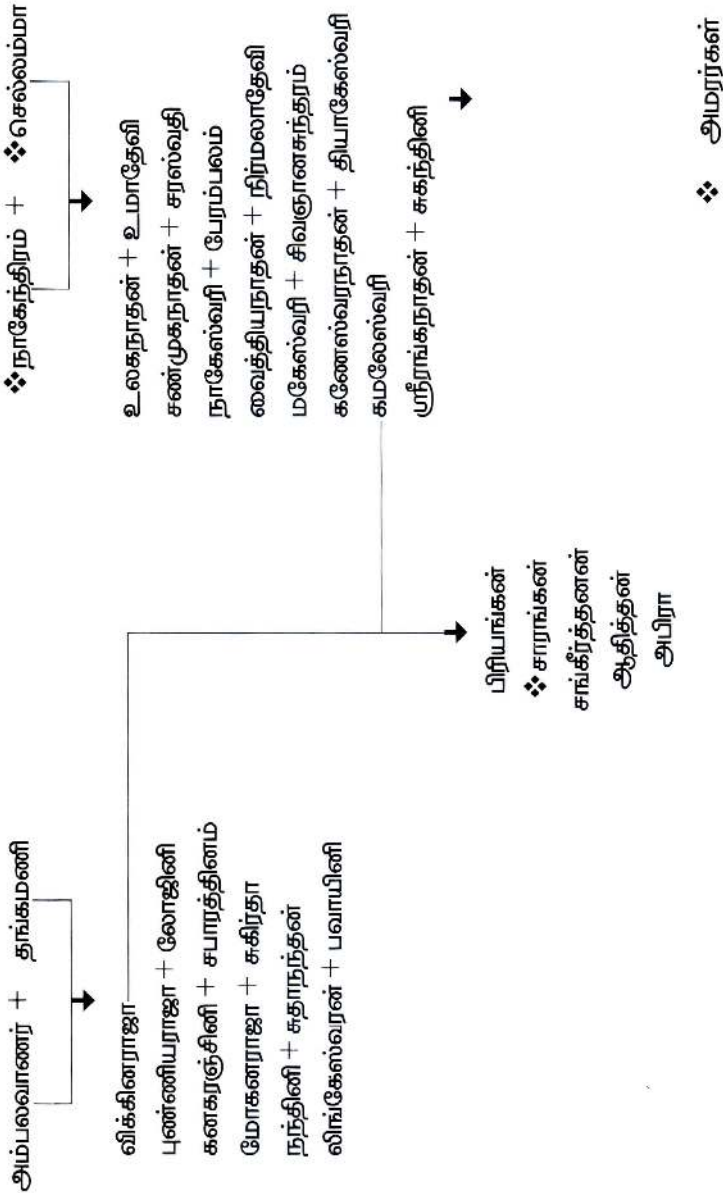 அம்பலவாணர் + தங்கமணி
விக்கினராஜா
புண்ணியராஜா + லோஜினி
கனகரஞ்சினி + சபாரத்தினம்
மோகனராஜா + சுகிர்தா
நந்தினி + சுதாநந்தன்
லிங்கேஸ்வரன் + பவாயினி
❖நாகேந்திரம் + ❖செல்லம்மா
உலகநாதன் + உமாதேவி
சண்முகநாதன் + சரஸ்வதி
நாகேஸ்வரி + பேரம்பலம்
வைத்தியநாதன் + நிர்மலாதேவி
மகேஸ்வரி + சிவஞானசுந்தரம்
கணேஸ்வரநாதன் + தியாகேஸ்வரி
கமலேஸ்வரி
ஸ்ரீரங்கநாதன் + சுகந்தினி
பிரியங்கன்
❖சாரங்கன்
சங்கீர்த்தனன்
ஆதித்தன்
அபிரா
❖ அமரர்கள்